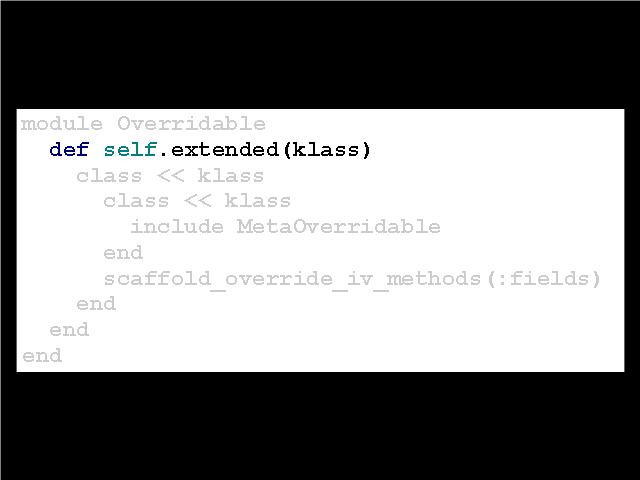 module Overridable
  def self.extended(klass)
    class << klass
      class << klass
        include MetaOverridable
      end
      scaffold_override_iv_methods(:fields)
    end
  end
end